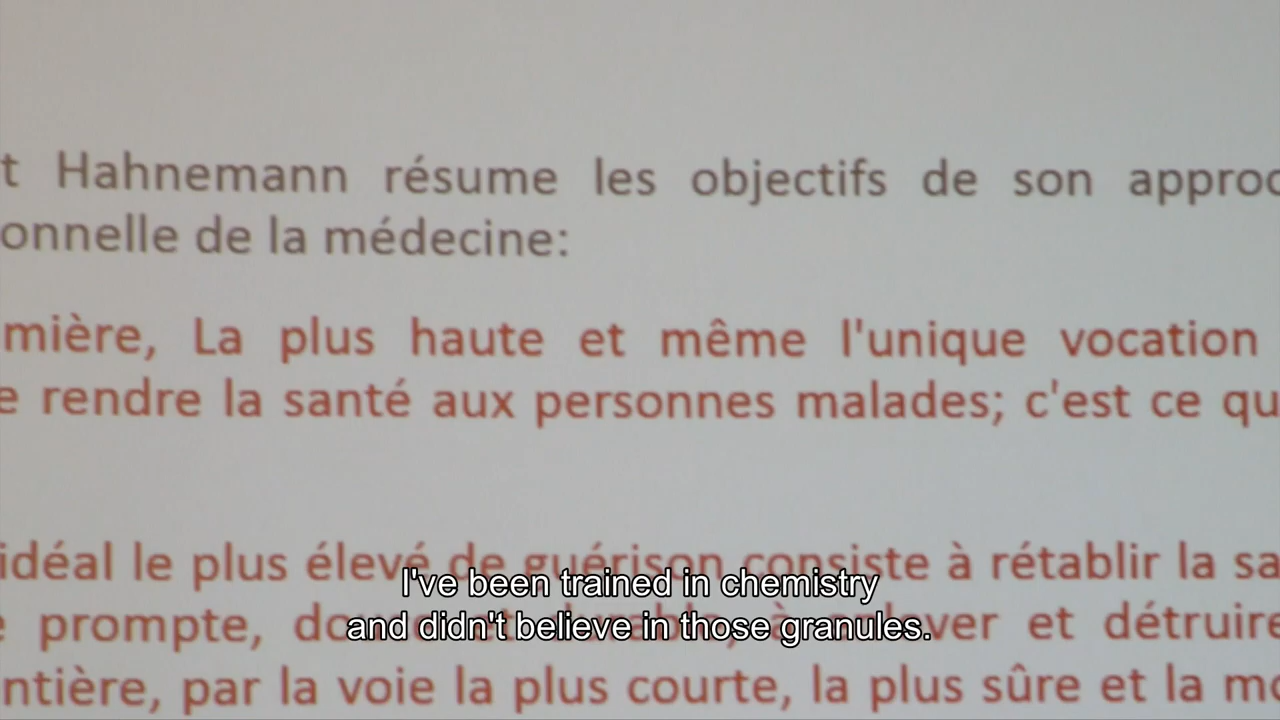 t Hahnemann résume les objectifs de son approc
onnelle de la médecine:
mière, La plus haute et même l'unique vocation
e rendre la santé aux personnes malades; c'est ce qu
idéal le plus élevé de guérison consiste à rétablir la sa
e prompte, à ver et détruire
ntière, par la voie la plus courte, la plus sûre et la mo
I've been trained in chemistry
and didn't believe in those granules.